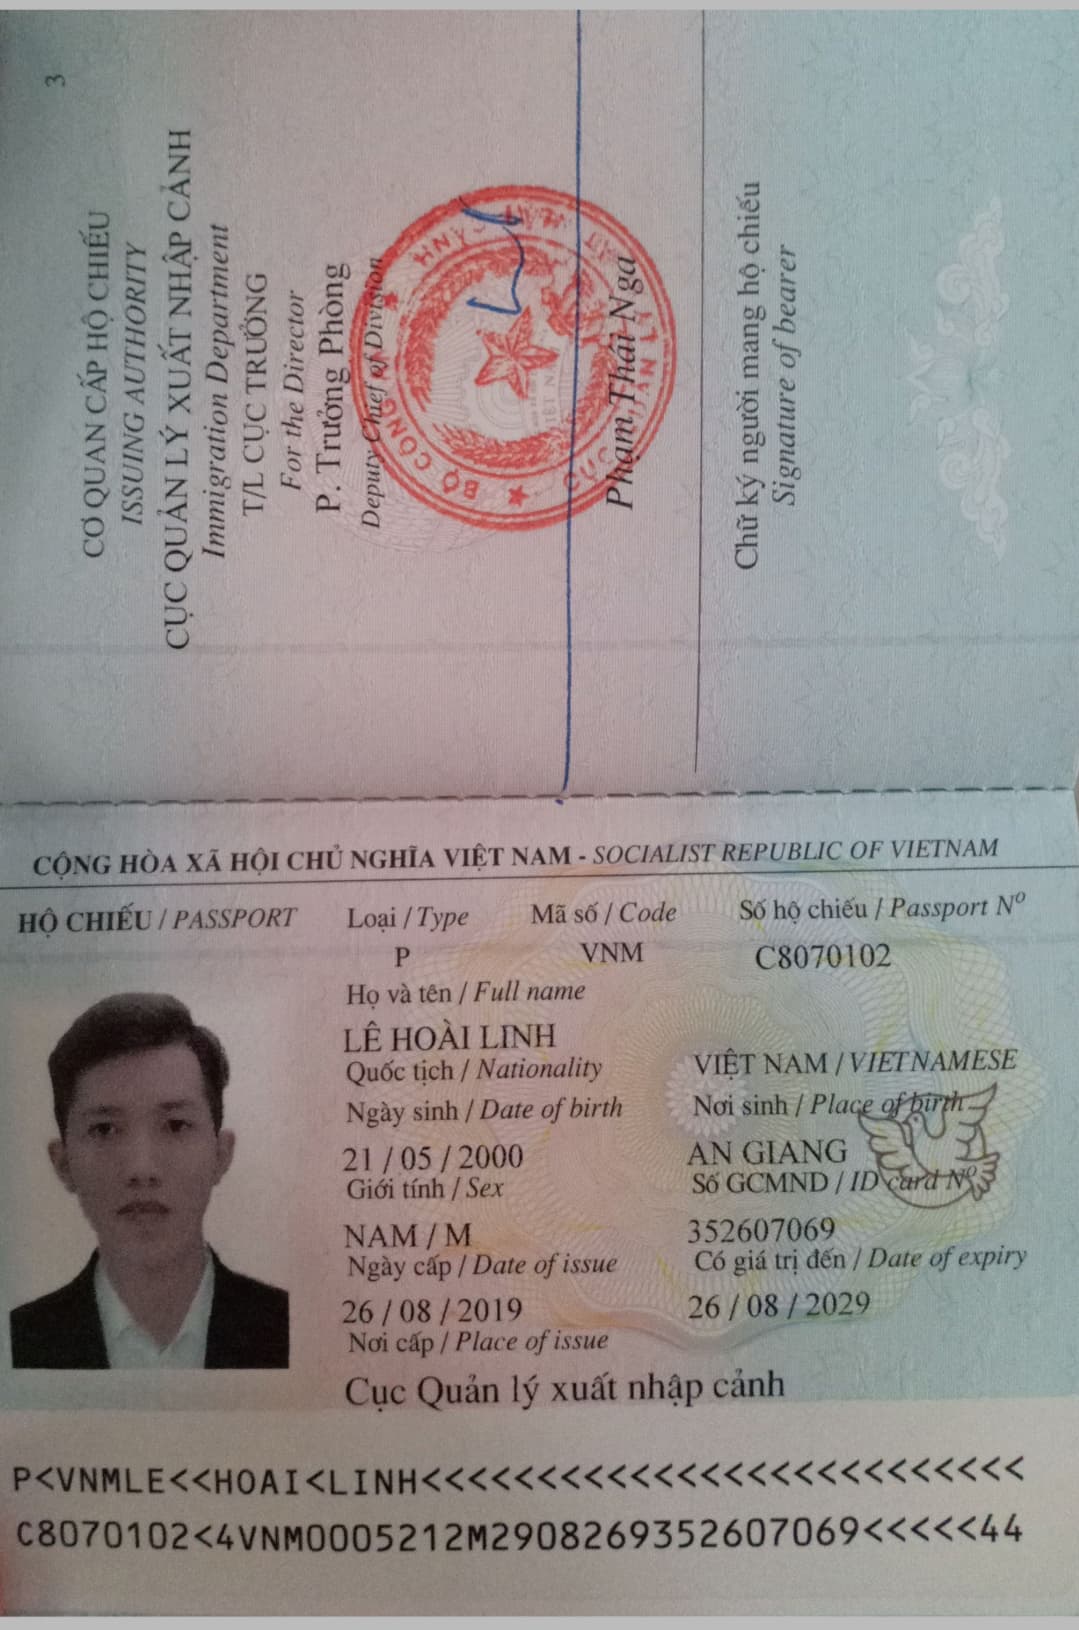 3
CƠ QUAN CẤP HỘ CHIẾU
ISSUING AUTHORITY
CỤC QUẢN LÝ XUẤT NHẬP CẢNH
Immigration Department
T/L CỤC TRƯỞNG
For the Director
P. Trưởng Phòng
Deputy Chief of Division
BỘ CÔNG AN
Phạm Thái Nga
Chữ ký người mang hộ chiếu
Signature of bearer
CỘNG HÒA XÃ HỘI CHỦ NGHĨA VIỆT NAM - SOCIALIST REPUBLIC OF VIETNAM
HỘ CHIẾU / PASSPORT Loại / Type Mã số / Code Số hộ chiếu / Passport Nº
P VNM C8070102
Họ và tên / Full name
LÊ HOÀI LINH
Quốc tịch / Nationality VIỆT NAM / VIETNAMESE
Ngày sinh / Date of birth Nơi sinh / Place of birth
21 / 05 / 2000 AN GIANG
Giới tính / Sex Số GCMND / ID card Nº
NAM / M 352607069
Ngày cấp / Date of issue Có giá trị đến / Date of expiry
26 / 08 / 2019 26 / 08 / 2029
Nơi cấp / Place of issue
Cục Quản lý xuất nhập cảnh
P<VNMLE<<HOAI<LINH<<<<<<<<<<<<<<<<<<<<<<<<<<
C8070102<4VNM0005212M2908269352607069<<<<<44